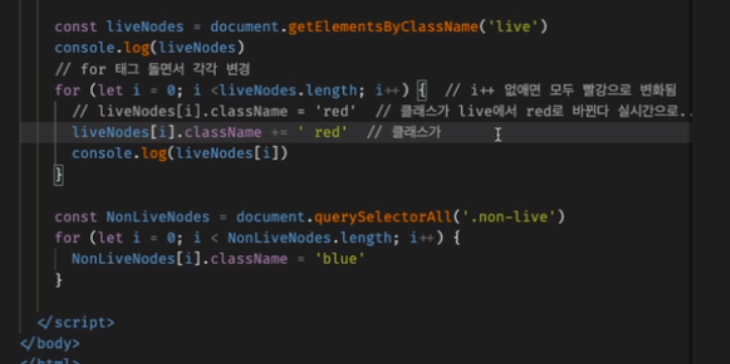 const liveNodes = document.getElementsByClassName('live')
console.log(liveNodes)
// for 태그 돌면서 각각 변경
for (let i = 0; i <liveNodes.length; i++) { // i++ 없애면 모두 빨강으로 변화됨
// liveNodes[i].className = 'red' // 클래스가 live에서 red로 바뀐다 실시간으로..
liveNodes[i].className += ' red' // 클래스가
console.log(liveNodes[i])
}
const NonLiveNodes = document.querySelectorAll('.non-live')
for (let i = 0; i < NonLiveNodes.length; i++) {
NonLiveNodes[i].className = 'blue'
}
</script>
</body>
</html>